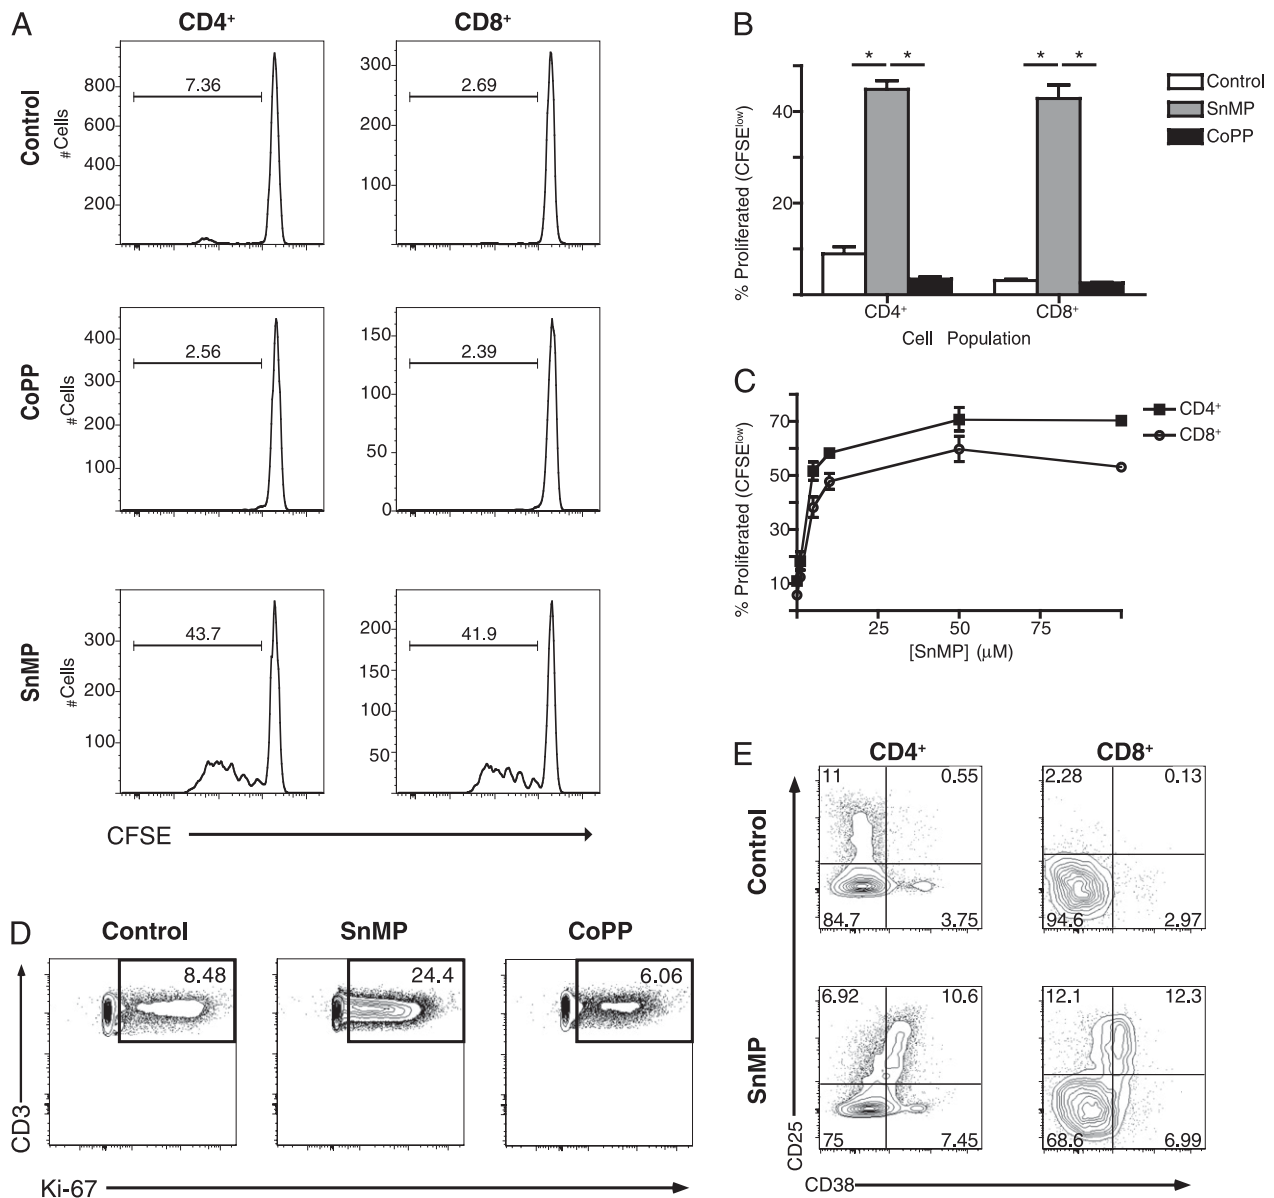 A
CD4⁺ CD8⁺
Control
#Cells
800
600
400
200
7.36
300
200
100
2.69
CoPP
#Cells
400
300
200
100
2.56
150
100
50
0
2.39
SnMP
#Cells
300
200
100
43.7
200
150
100
50
41.9
CFSE
B
% Proliferated (CFSEˡᵒʷ)
40
20
* * * *
CD4⁺ CD8⁺
Cell Population
Control
SnMP
CoPP
C
% Proliferated (CFSEˡᵒʷ)
70
50
30
10
25 50 75
[SnMP] (μM)
CD4⁺
CD8⁺
D
Control SnMP CoPP
8.48 24.4 6.06
CD3
Ki-67
E
CD4⁺ CD8⁺
Control
11 0.55 2.28 0.13
84.7 3.75 94.6 2.97
SnMP
6.92 10.6 12.1 12.3
75 7.45 68.6 6.99
CD25
CD38